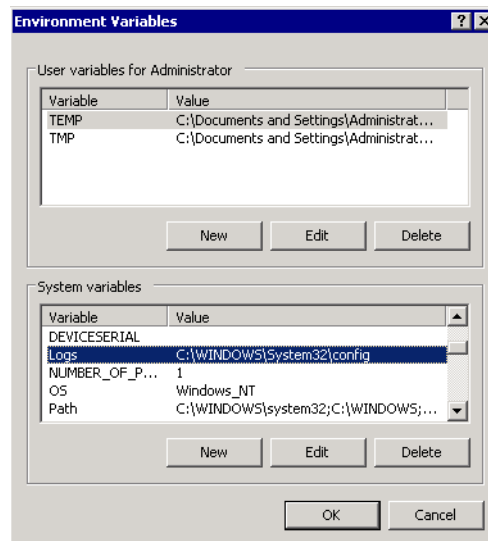 Environment Variables
User variables for Administrator
Variable Value
TEMP C:\Documents and Settings\Administrat...
TMP C:\Documents and Settings\Administrat...
New Edit Delete
System variables
Variable Value
DEVICESERIAL
Logs C:\WINDOWS\System32\config
NUMBER_OF_P... 1
OS Windows_NT
Path C:\WINDOWS\system32;C:\WINDOWS;...
New Edit Delete
OK Cancel